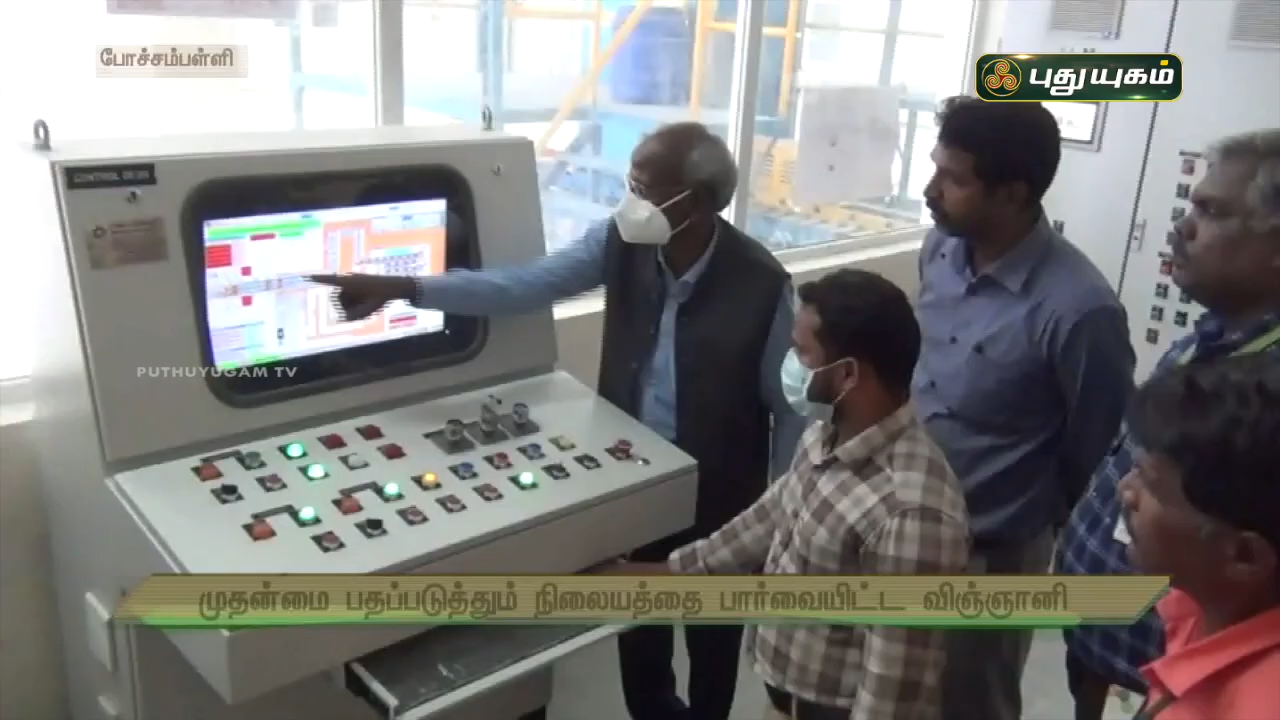 போச்சம்பள்ளி
புதுயுகம்
CONTROL DESK
PUTHUYUGAM TV
முதன்மை பதப்படுத்தும் நிலையத்தை பார்வையிட்ட விஞ்ஞானி